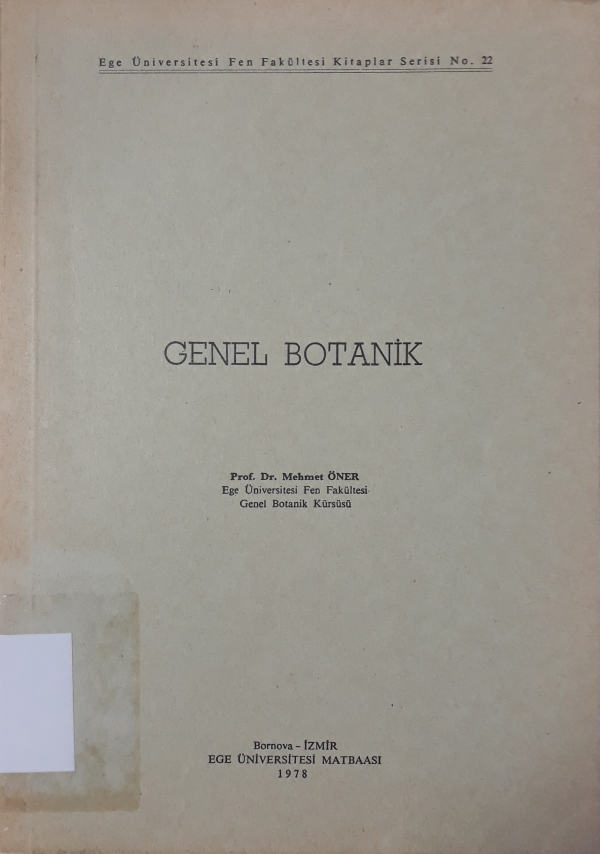 Ege Üniversitesi Fen Fakültesi Kitaplar Serisi No. 22
GENEL BOTANİK
Prof. Dr. Mehmet ÖNER
Ege Üniversitesi Fen Fakültesi
Genel Botanik Kürsüsü
Bornova - İZMİR
EGE ÜNİVERSİTESİ MATBAASI
1978